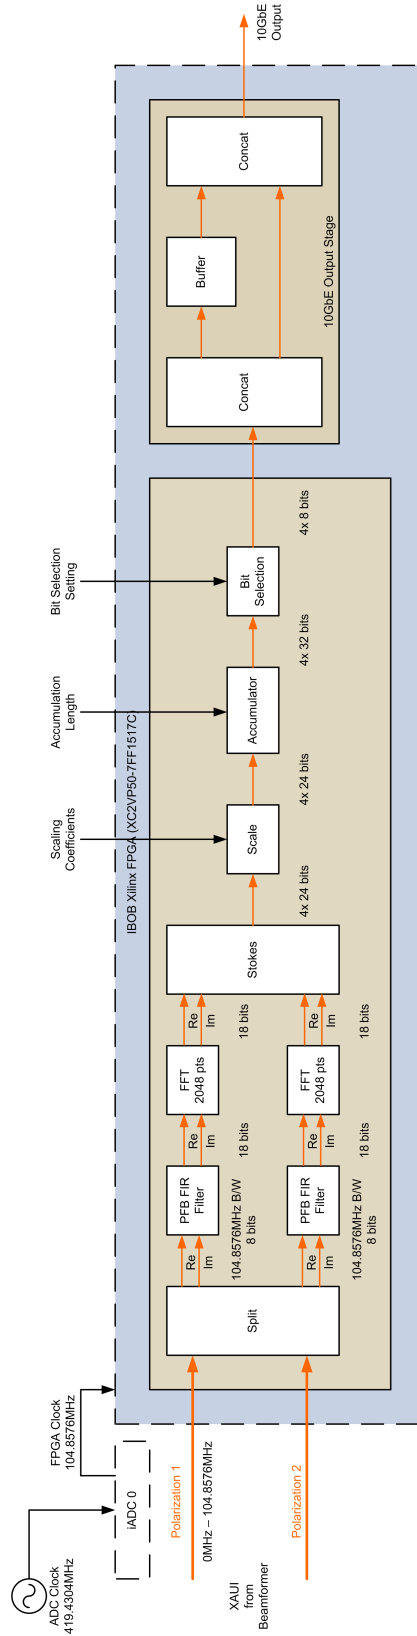 ADC Clock
419.4304MHz
iADC 0
FPGA Clock
104.8576MHz
XAUI
from
Beamformer
Polarization 1
0MHz – 104.8576MHz
Polarization 2
IBOB Xilinx FPGA (XC2VP50-7FF1517C)
Split
Re
Im
104.8576MHz B/W
8 bits
PFB FIR
Filter
Re
Im
18 bits
FFT
2048 pts
Re
Im
18 bits
Re
Im
104.8576MHz B/W
8 bits
PFB FIR
Filter
Re
Im
18 bits
FFT
2048 pts
Re
Im
18 bits
Stokes
4x 24 bits
Scaling
Coefficients
Scale
4x 24 bits
Accumulation
Length
Accumulator
4x 32 bits
Bit Selection
Setting
Bit
Selection
4x 8 bits
Concat
Buffer
Concat
10GbE Output Stage
10GbE
Output